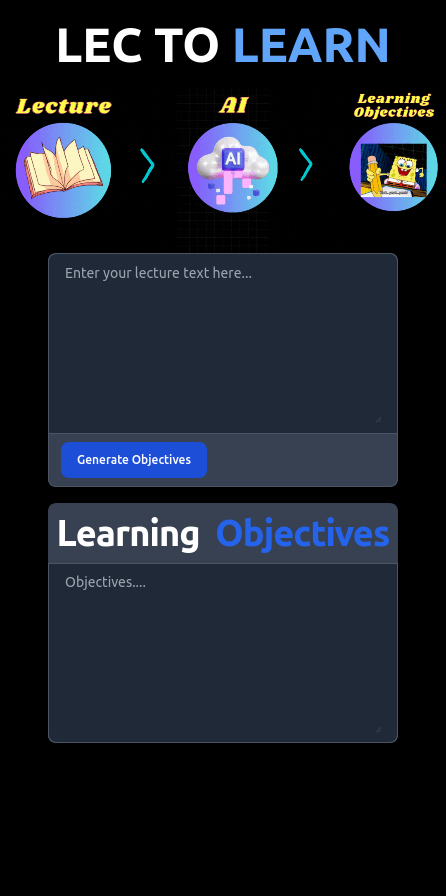 LEC TO LEARN
Lecture
AI
Learning
Objectives
AI
Enter your lecture text here...
Generate Objectives
Learning Objectives
Objectives....